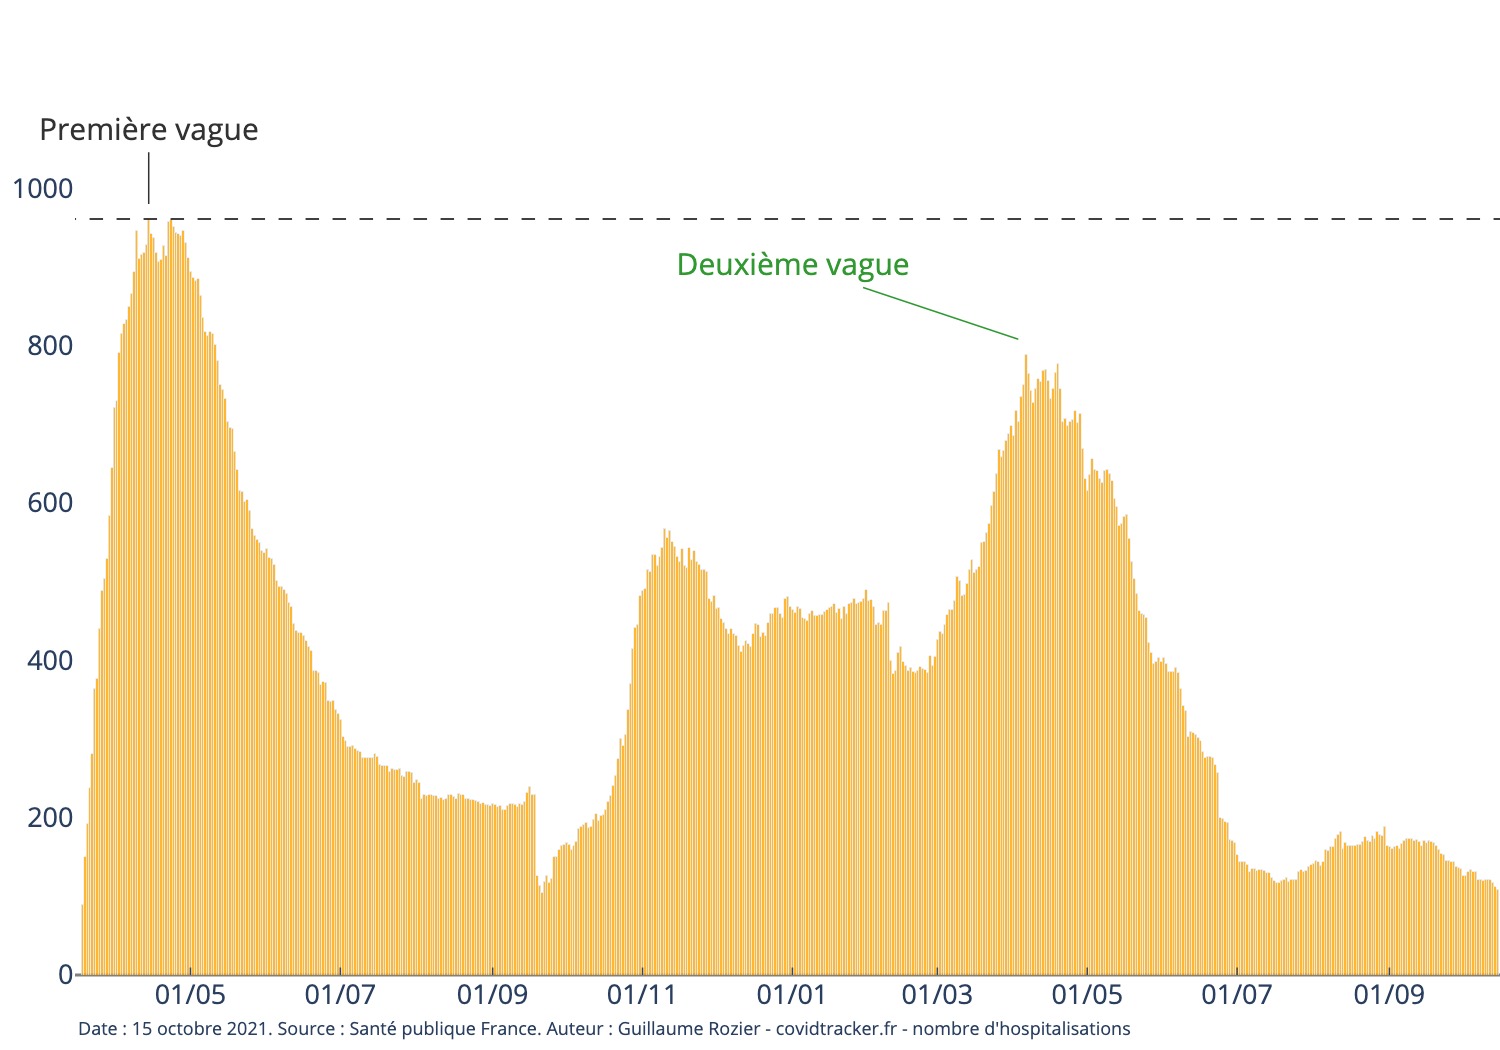 Première vague
1000
Deuxième vague
800
600
400
200
0
01/05 01/07 01/09 01/11 01/01 01/03 01/05 01/07 01/09
Date : 15 octobre 2021. Source : Santé publique France. Auteur : Guillaume Rozier - covidtracker.fr - nombre d'hospitalisations